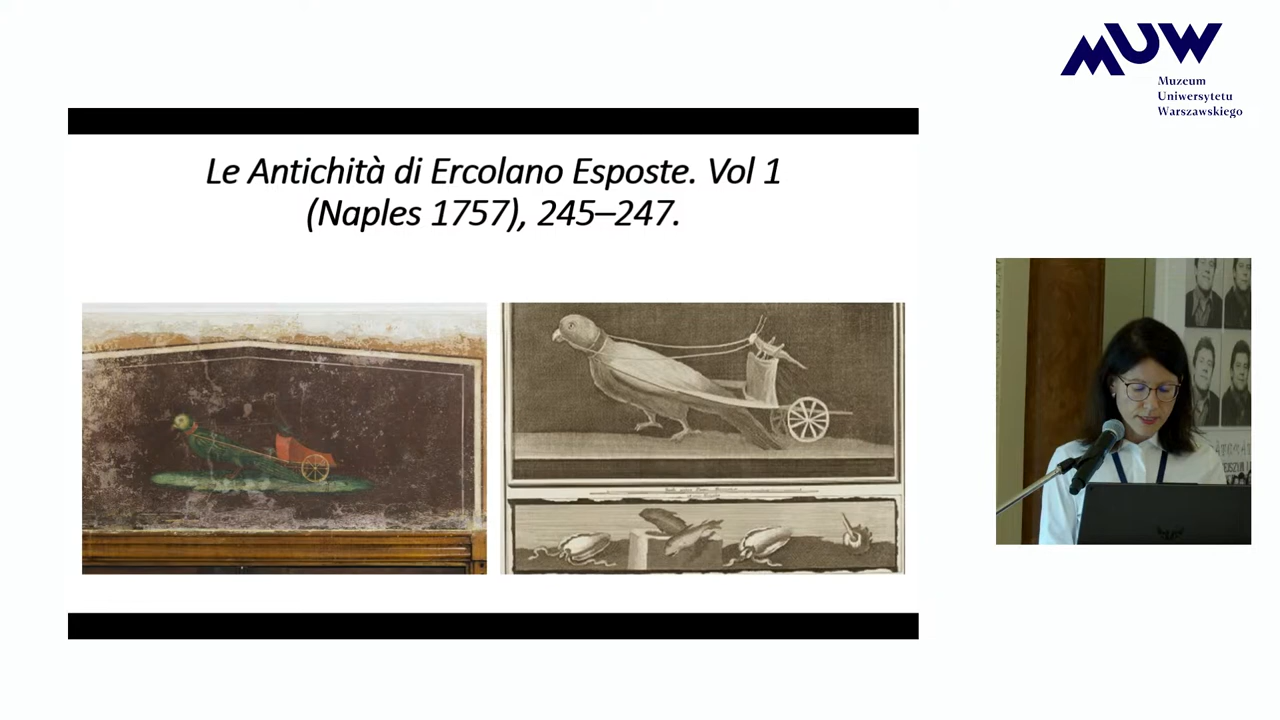 MUW
Muzeum
Uniwersytetu
Warszawskiego
Le Antichità di Ercolano Esposte. Vol 1
(Naples 1757), 245–247.